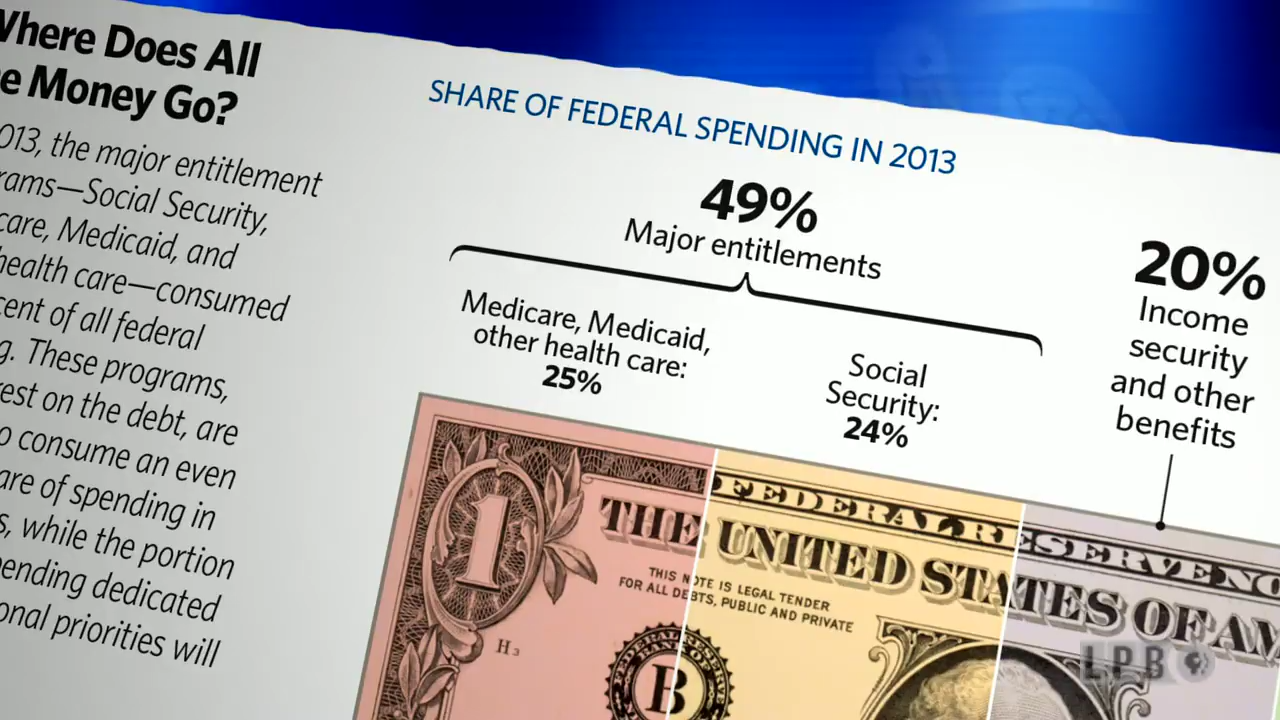 Where Does All
e Money Go?
013, the major entitlement
rams—Social Security,
care, Medicaid, and
health care—consumed
cent of all federal
g. These programs,
rest on the debt, are
o consume an even
are of spending in
s, while the portion
ending dedicated
onal priorities will
SHARE OF FEDERAL SPENDING IN 2013
49%
Major entitlements
Medicare, Medicaid,
other health care:
25%
Social
Security:
24%
20%
Income
security
and other
benefits
FEDERAL RESERVE NO
1
THE UNITED STATES OF AM
THIS NOTE IS LEGAL TENDER
FOR ALL DEBTS, PUBLIC AND PRIVATE
H3
B
LPB